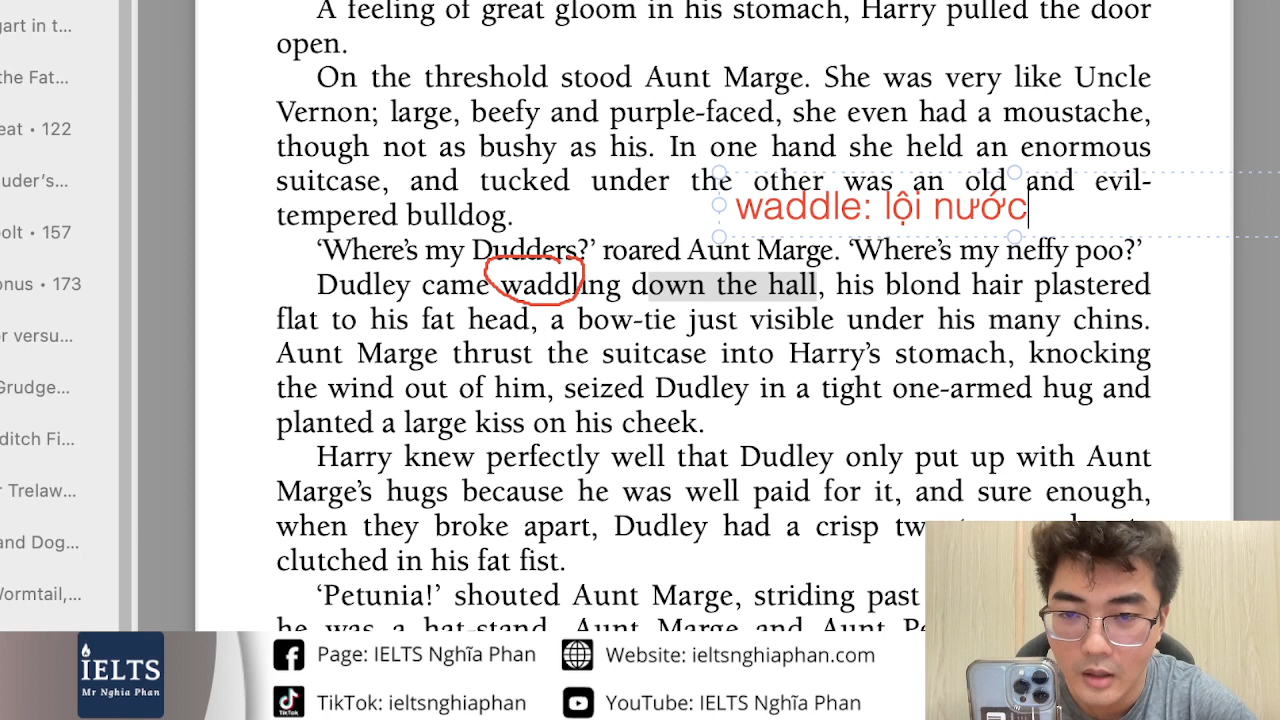 A feeling of great gloom in his stomach, Harry pulled the door
open.
On the threshold stood Aunt Marge. She was very like Uncle
Vernon; large, beefy and purple-faced, she even had a moustache,
though not as bushy as his. In one hand she held an enormous
suitcase, and tucked under the other was an old and evil-
tempered bulldog.
waddle: lội nước
‘Where’s my Dudders?’ roared Aunt Marge. ‘Where’s my neffy poo?’
Dudley came waddling down the hall, his blond hair plastered
flat to his fat head, a bow-tie just visible under his many chins.
Aunt Marge thrust the suitcase into Harry’s stomach, knocking
the wind out of him, seized Dudley in a tight one-armed hug and
planted a large kiss on his cheek.
Harry knew perfectly well that Dudley only put up with Aunt
Marge’s hugs because he was well paid for it, and sure enough,
when they broke apart, Dudley had a crisp
clutched in his fat fist.
‘Petunia!’ shouted Aunt Marge, striding past
he was a hat-stand. Aunt Marge and Aunt
gart in t...
the Fat...
eat • 122
uder’s...
olt • 157
onus • 173
r versu...
Grudge...
ditch Fi...
r Trelaw...
and Dog...
Wormtail,...
IELTS
Mr Nghia Phan
Page: IELTS Nghĩa Phan
Website: ieltsnghiaphan.com
TikTok: ieltsnghiaphan
YouTube: IELTS Nghĩa Phan